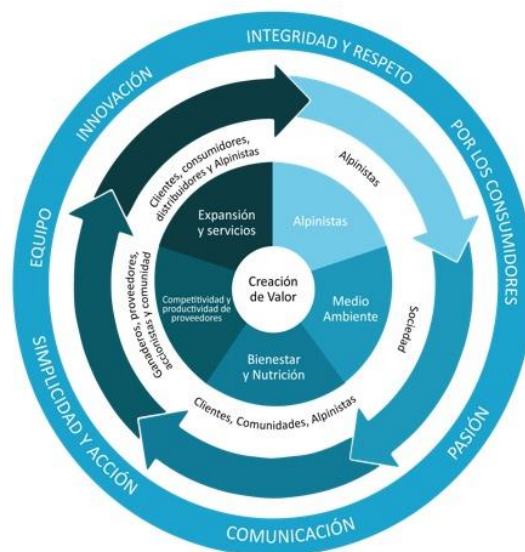 INTEGRIDAD Y RESPETO
POR LOS CONSUMIDORES
PASIÓN
COMUNICACIÓN
SIMPLICIDAD Y ACCIÓN
EQUIPO
INNOVACIÓN
Alpinistas
Sociedad
Clientes, Comunidades, Alpinistas
Ganaderos, proveedores,
accionistas y comunidad
Clientes, consumidores,
distribuidores y Alpinistas
Alpinistas
Medio
Ambiente
Bienestar
y Nutrición
Competitividad y
productividad de
proveedores
Expansión
y servicios
Creación
de Valor